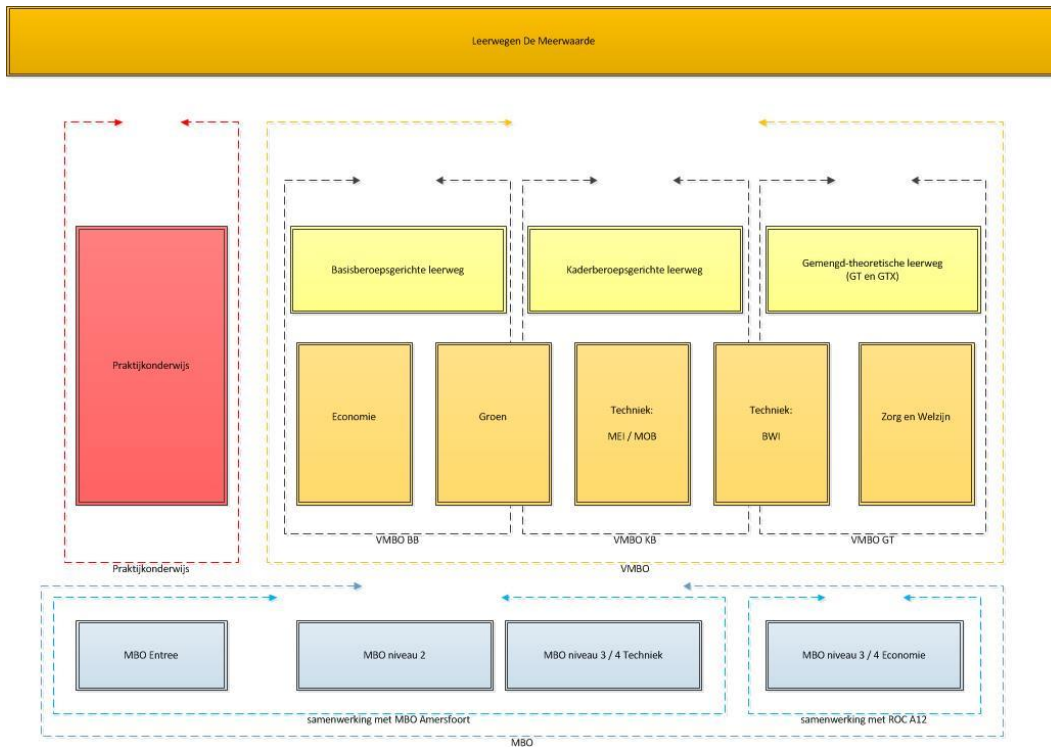 Leerwegen De Meerwaarde
Basisberoepsgerichte leerweg
Kaderberoepsgerichte leerweg
Gemengd-theoretische leerweg
(GT en GTX)
Praktijkonderwijs
Economie
Groen
Techniek:
MEI / MOB
Techniek:
BWI
Zorg en Welzijn
VMBO BB
VMBO KB
VMBO GT
Praktijkonderwijs
VMBO
MBO Entree
MBO niveau 2
MBO niveau 3 / 4 Techniek
MBO niveau 3 / 4 Economie
samenwerking met MBO Amersfoort
samenwerking met ROC A12
MBO